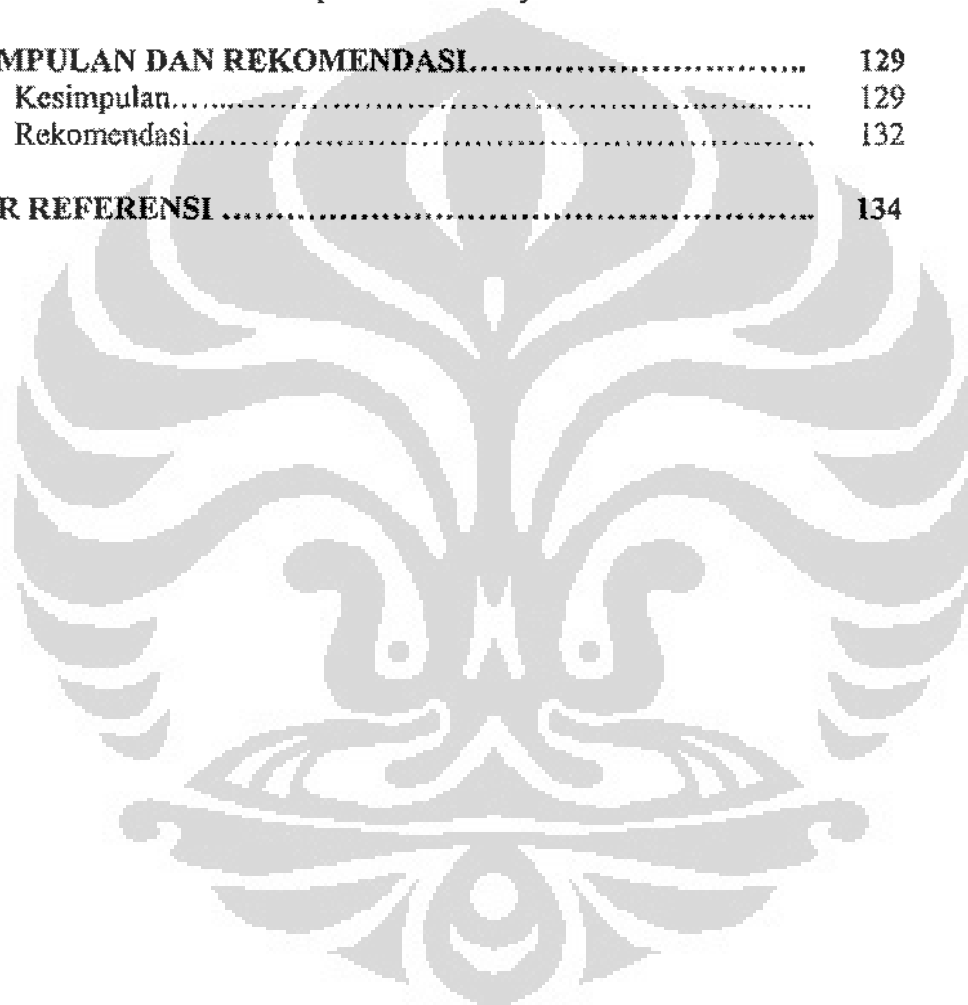 MPULAN DAN REKOMENDASI.................................. 129
Kesimpulan.................................................................. 129
Rekomendasi................................................................ 132
R REFERENSI ............................................................ 134